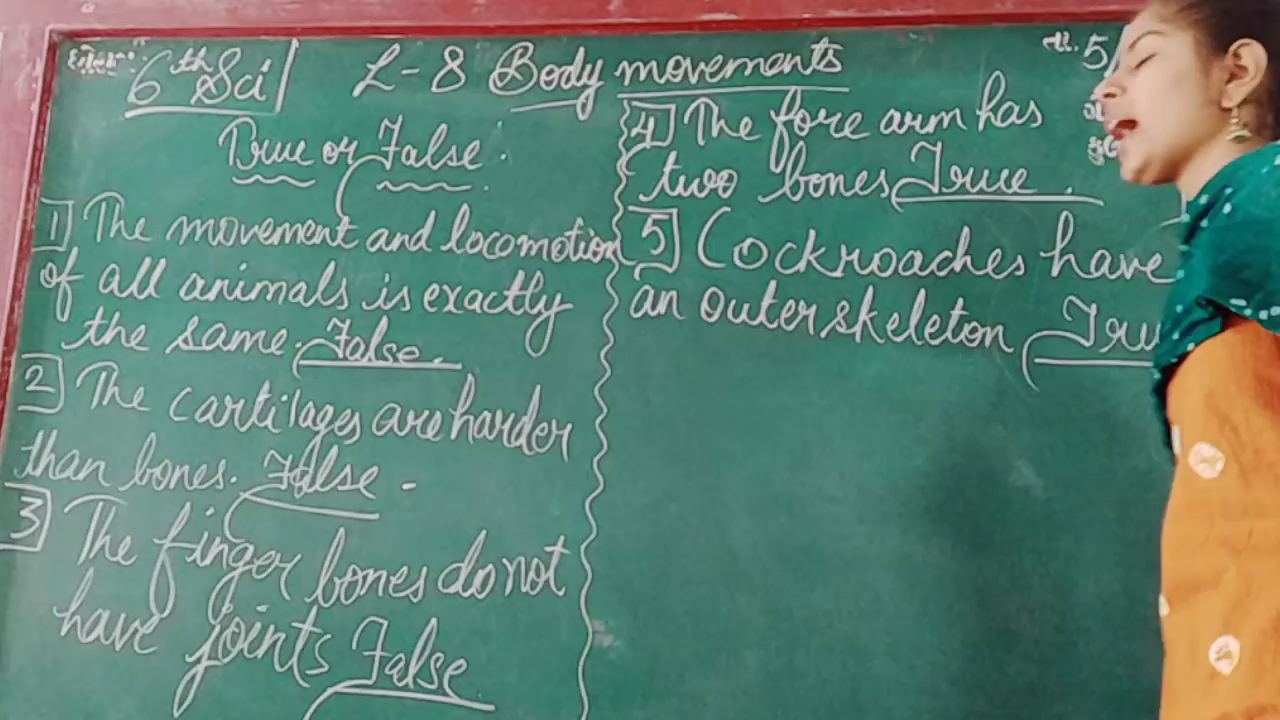 6th Sci
L-8 Body movements
True or False.
1 The movement and locomotion
of all animals is exactly
the same. False.
2 The cartilages are harder
than bones. False.
3 The finger bones do not
have joints False
4 The fore arm has
two bones True.
5 Cockroaches have
an outer skeleton Tru
તા. 5